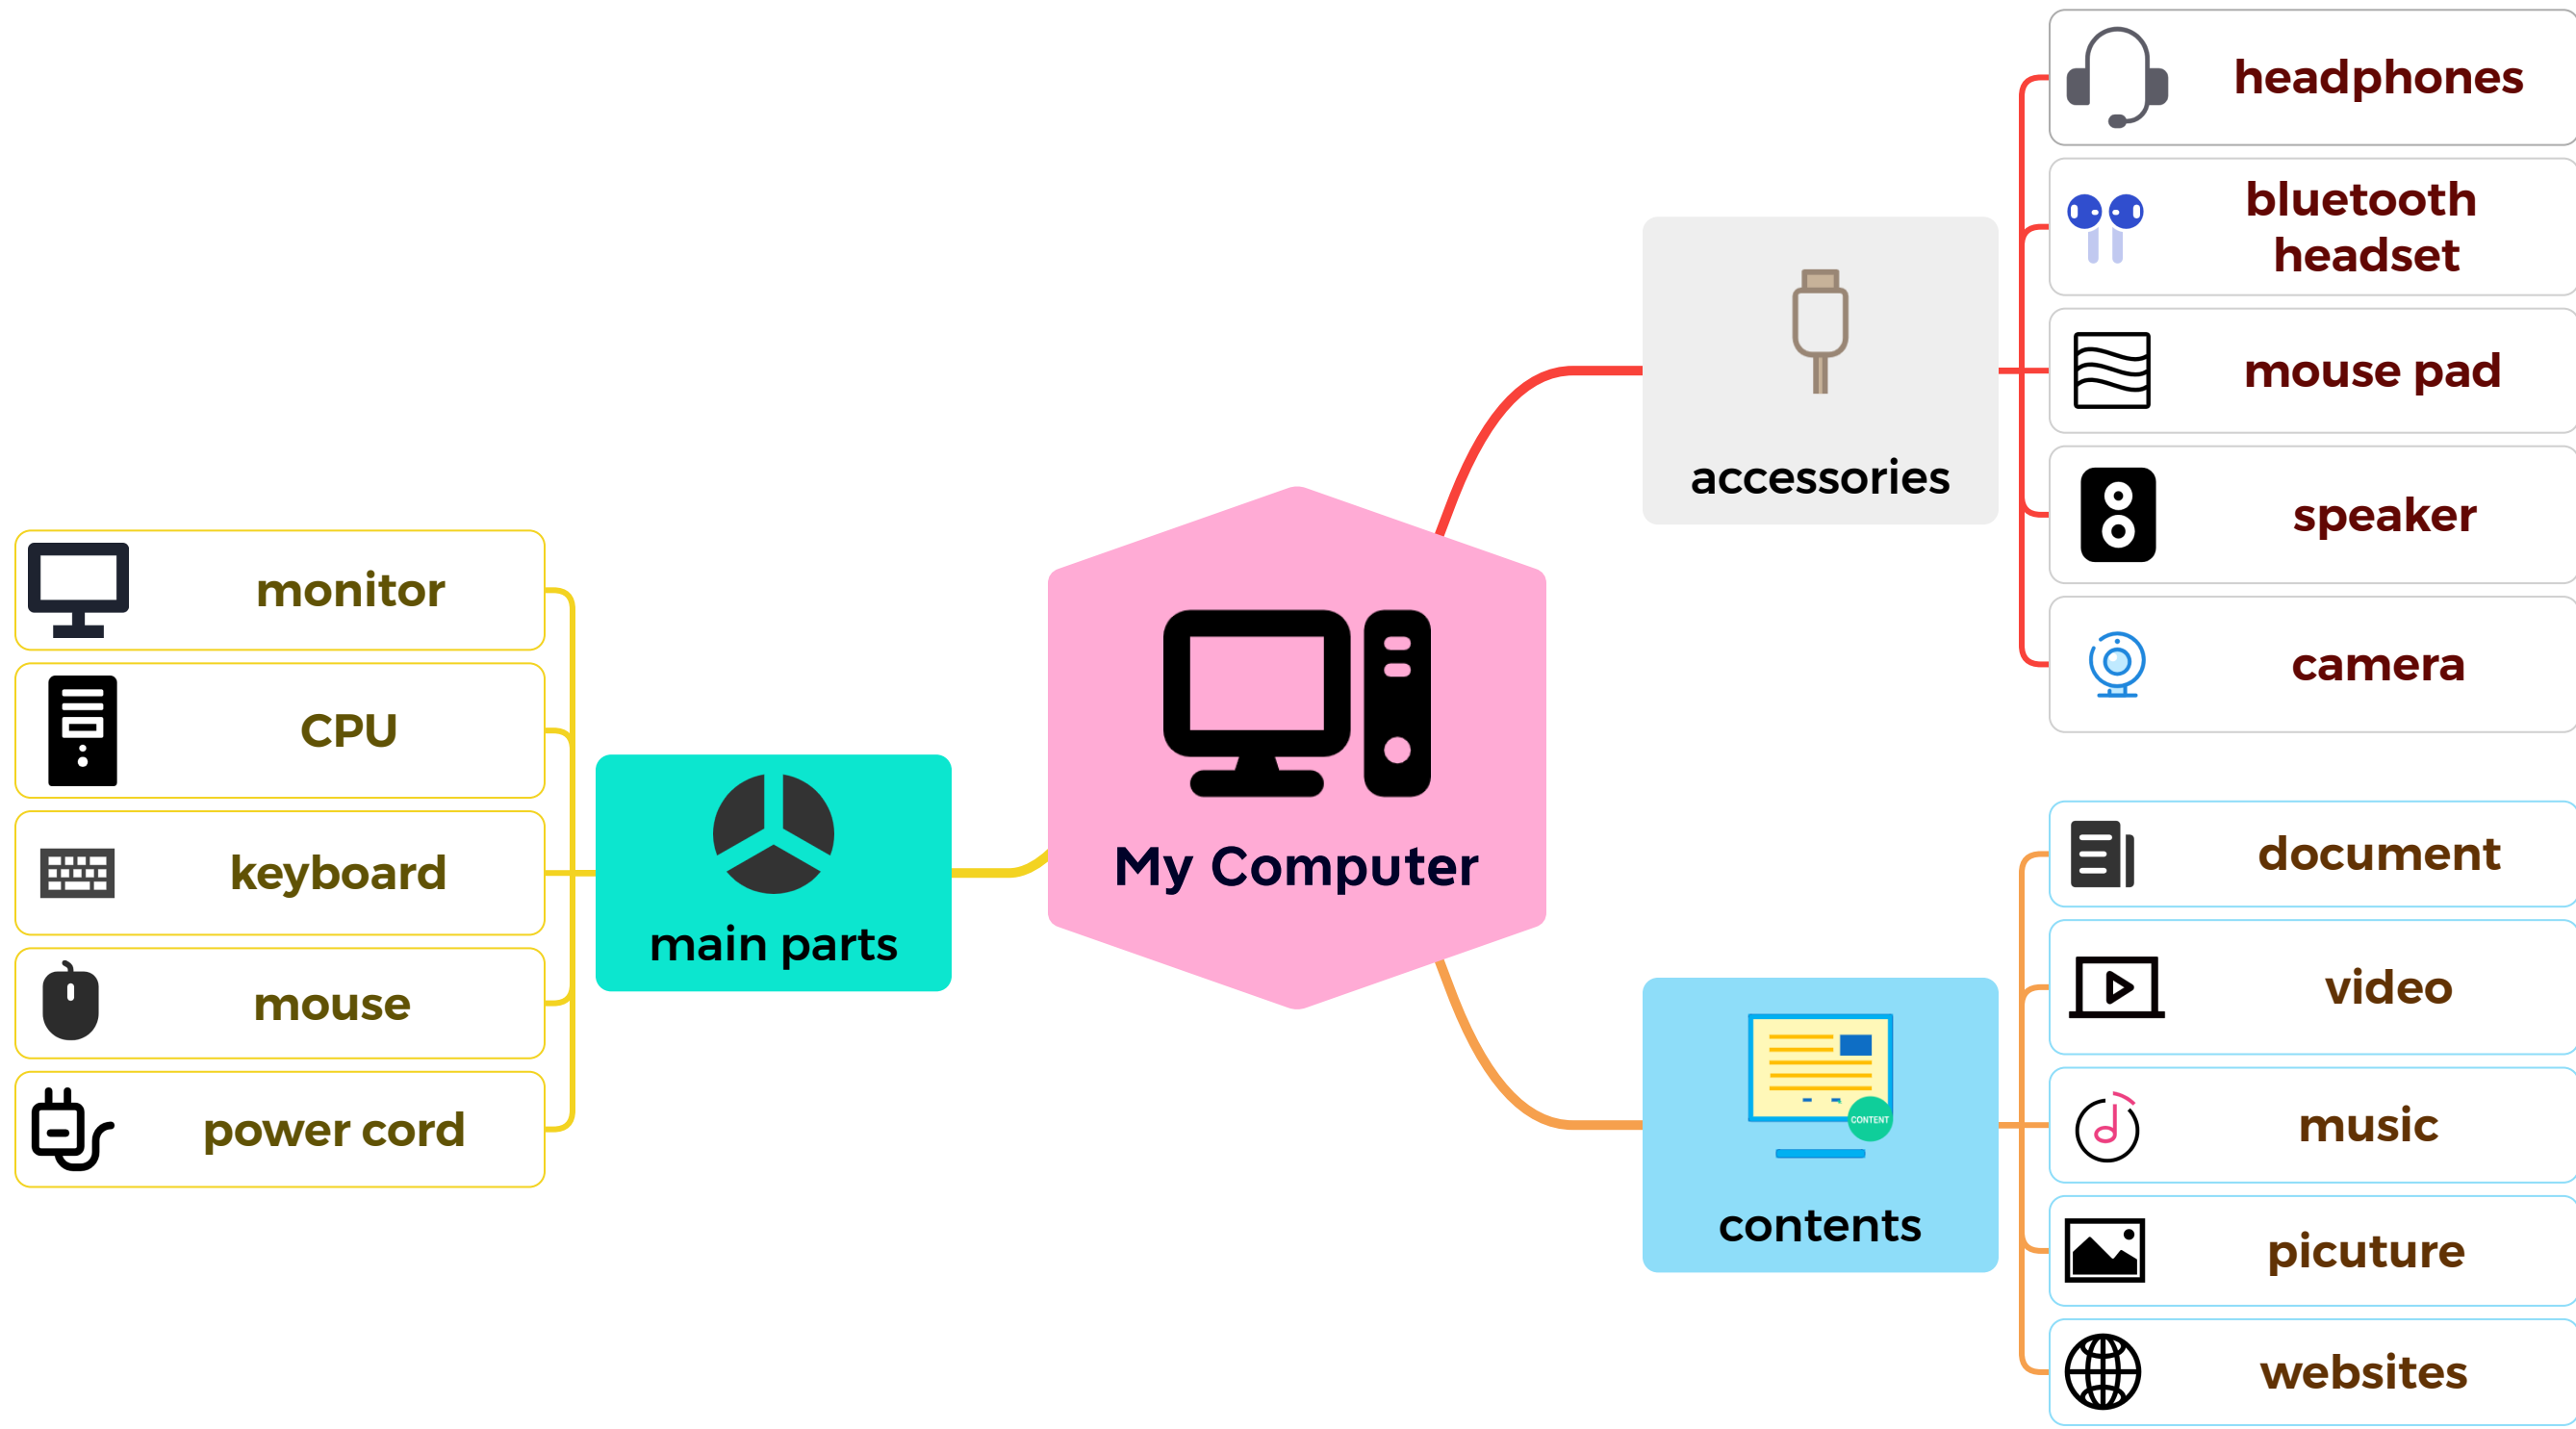 My Computer
main parts
monitor
CPU
keyboard
mouse
power cord
accessories
headphones
bluetooth
headset
mouse pad
speaker
camera
contents
CONTENT
document
video
music
picuture
websites